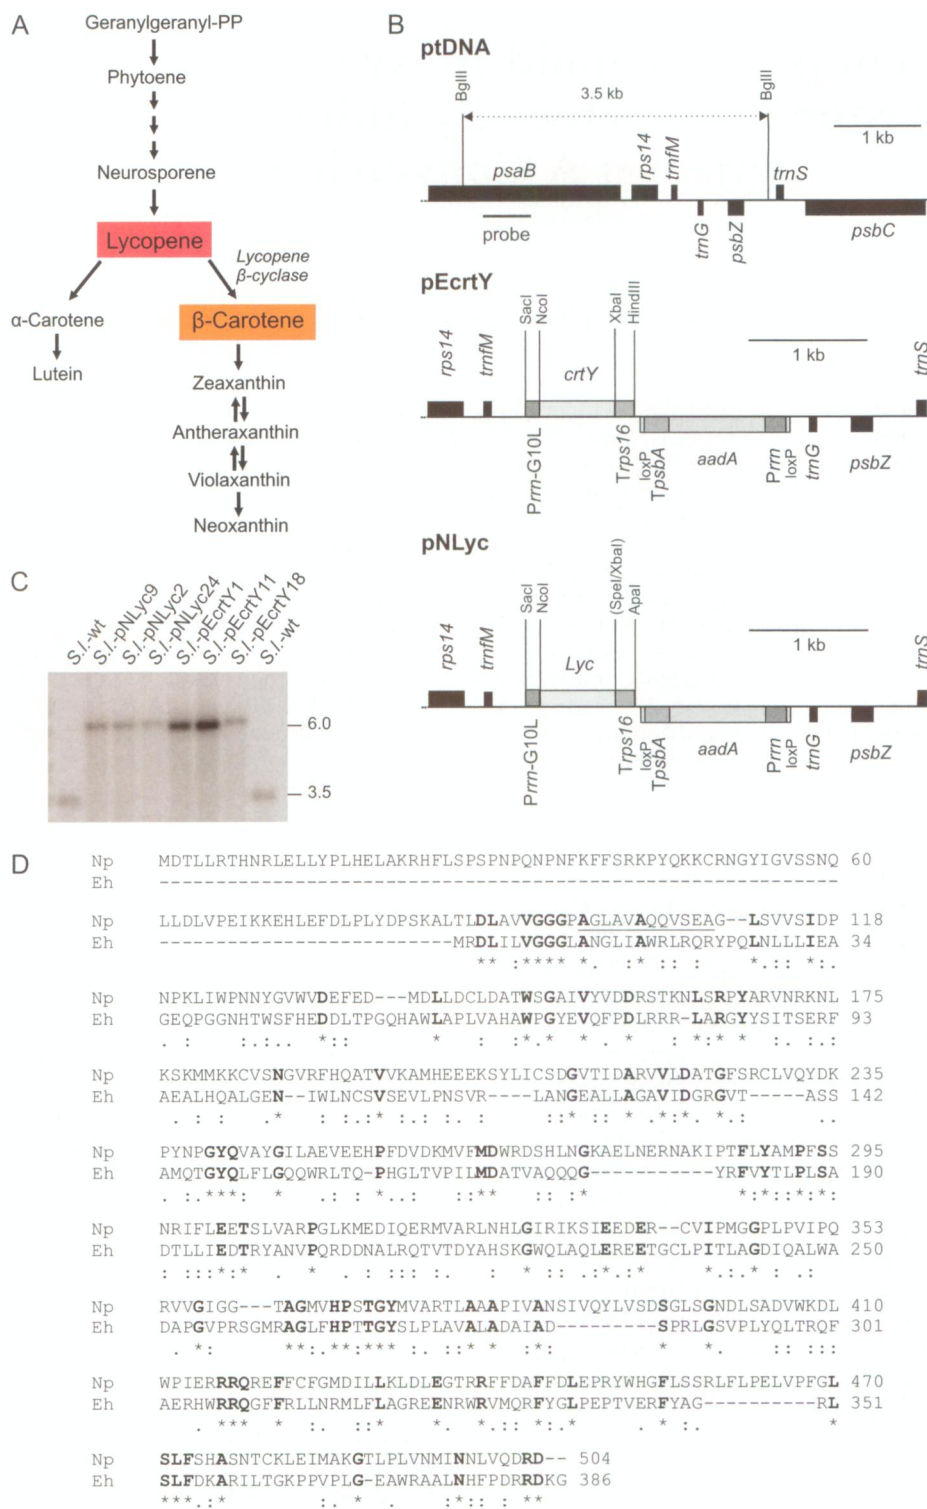 A
Geranylgeranyl-PP
Phytoene
Neurosporene
Lycopene
Lycopene
β-cyclase
α-Carotene
β-Carotene
Lutein
Zeaxanthin
Antheraxanthin
Violaxanthin
Neoxanthin
B
ptDNA
BglII
BglII
3.5 kb
1 kb
psaB
rps14
trnfM
trnS
probe
trnG
psbZ
psbC
pEcrtY
SacI
NcoI
XbaI
HindIII
1 kb
rps14
trnfM
crtY
trnS
Prrn-G10L
Trps16
loxP
TpsbA
aadA
Prrn
loxP
trnG
psbZ
pNLyc
SacI
NcoI
(SpeI/XbaI)
ApaI
1 kb
rps14
trnfM
Lyc
trnS
Prrn-G10L
Trps16
loxP
TpsbA
aadA
Prrn
loxP
trnG
psbZ
C
S.l.-wt
S.l.-pNLyc9
S.l.-pNLyc2
S.l.-pNLyc24
S.l.-pEcrtY1
S.l.-pEcrtY11
S.l.-pEcrtY18
S.l.-wt
6.0
3.5
D
Np MDTLLRTHNRLELLYPLHELAKRHFLSPSPNPQNPNFKFFSRKPYQKKCRNGYIGVSSNQ 60
Eh ------------------------------------------------------------
Np LLDLVPEIKKEHLEFDLPLYDPSKALTLDLAVVGGGPAGLAVAQQVSEAG--LSVVSIDP 118
Eh --------------------------MRDLILVGGGLANGLIAWRLRQRYPQLNLLLIEA 34
** :**** *. :* :: : *.:: *:.
Np NPKLIWPNNYGVWVDEFED---MDLLDCLDATWSGAIVYVDDRSTKNLSRPYARVNRKNL 175
Eh GEQPGGNHTWSFHEDDLTPGQHAWLAPLVAHAWPGYEVQFPDLRRR-LARGYYSITSERF 93
. : :.:. *:: * : :*.* * . * : *:* * :. :.:
Np KSKMMKKCVSNGVRFHQATVVKAMHEEEKSYLICSDGVTIDARVVLDATGFSRCLVQYDK 235
Eh AEALHQALGEN--IWLNCSVSEVLPNSVR----LANGEALLAGAVIDGRGVT-----ASS 142
. : : .* : :.:* :.: :. : :* :: * .*:*. *.: ..
Np PYNPGYQVAYGILAEVEEHPFDVDKMVFMDWRDSHLNGKAELNERNAKIPTFLYAMPFSS 295
Eh AMQTGYQLFLGQQWRLTQ-PHGLTVPILMDATVAQQQG-----------YRFVYTLPLSA 190
. :.***: * .: : *..: ::** :: :* *:*::*:*:
Np NRIFLEETSLVARPGLKMEDIQERMVARLNHLGIRIKSIEEDER--CVIPMGGPLPVIPQ 353
Eh DTLLIEDTRYANVPQRDDNALRQTVTDYAHSKGWQLAQLEREETGCLPITLAGDIQALWA 250
: :::*:* . * . : ::: :. : * :: .:*.:* *.:.* : .:
Np RVVGIGG---TAGMVHPSTGYMVARTLAAAPIVANSIVQYLVSDSGLSGNDLSADVWKDL 410
Eh DAPGVPRSGMRAGLFHPTTGYSLPLAVALADAIAD---------SPRLGSVPLYQLTRQF 301
. *: **:.**:*** :. ::* * :*: * *. :: :::
Np WPIERRRQREFFCFGMDILLKLDLEGTRRFFDAFFDLEPRYWHGFLSSRLFLPELVPFGL 470
Eh AERHWRRQGFFRLLNRMLFLAGREENRWRVMQRFYGLPEPTVERFYAG----------RL 351
. *** * :. ::* *. *.:: *:.* . : * :. *
Np SLFSHASNTCKLEIMAKGTLPLVNMINNLVQDRD-- 504
Eh SLFDKARILTGKPPVPLG-EAWRAALNHFPDRRDKG 386
***.:* :. * . :*:: : **